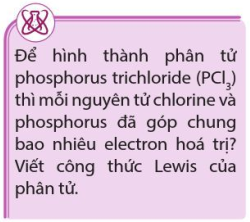 Để hình thành phân tử
phosphorus trichloride (PCl₃)
thì mỗi nguyên tử chlorine và
phosphorus đã góp chung
bao nhiêu electron hoá trị?
Viết công thức Lewis của
phân tử.